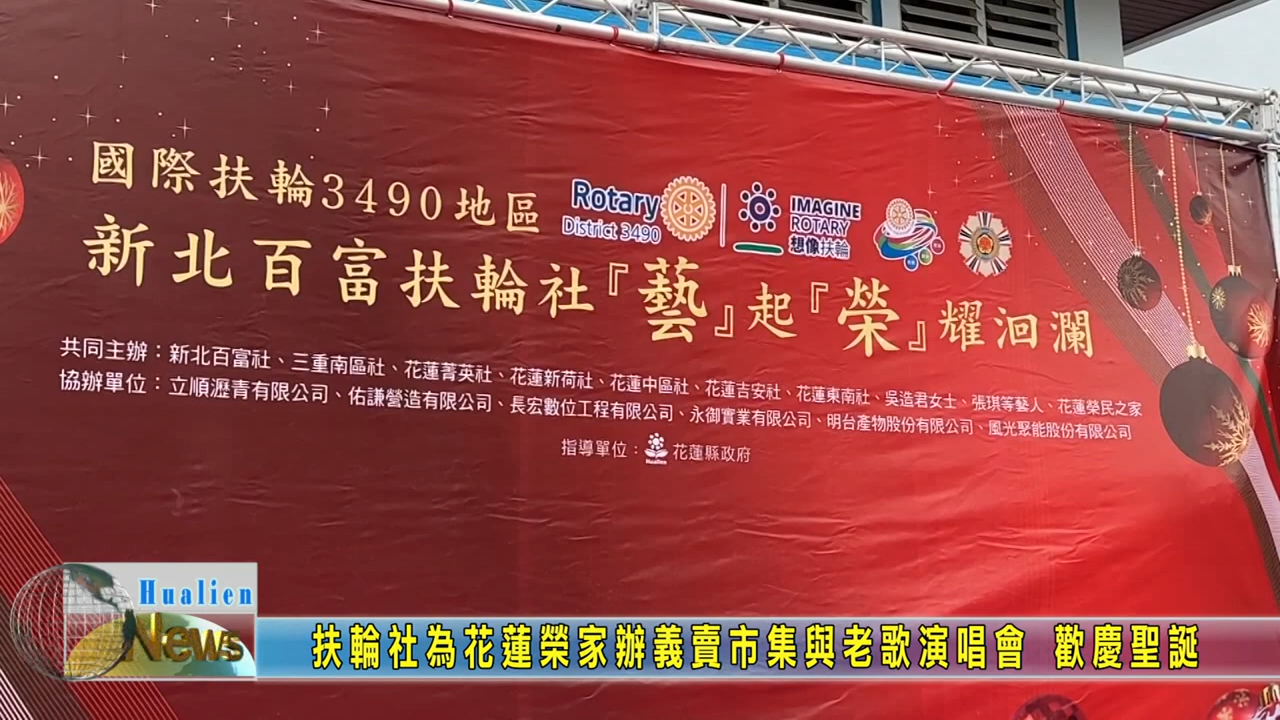 國際扶輪3490地區
Rotary
District 3490
IMAGINE
ROTARY
想像扶輪
新北百富扶輪社『藝』起『榮』耀洄瀾
共同主辦：新北百富社、三重南區社、花蓮菁英社、花蓮新荷社、花蓮中區社、花蓮吉安社、花蓮東南社、吳造君女士、張琪等藝人、花蓮榮民之家
協辦單位：立順瀝青有限公司、佑謙營造有限公司、長宏數位工程有限公司、永御實業有限公司、明台產物股份有限公司、風光聚能股份有限公司
指導單位：Hualien 花蓮縣政府
Hualien
News
扶輪社為花蓮榮家辦義賣市集與老歌演唱會 歡慶聖誕